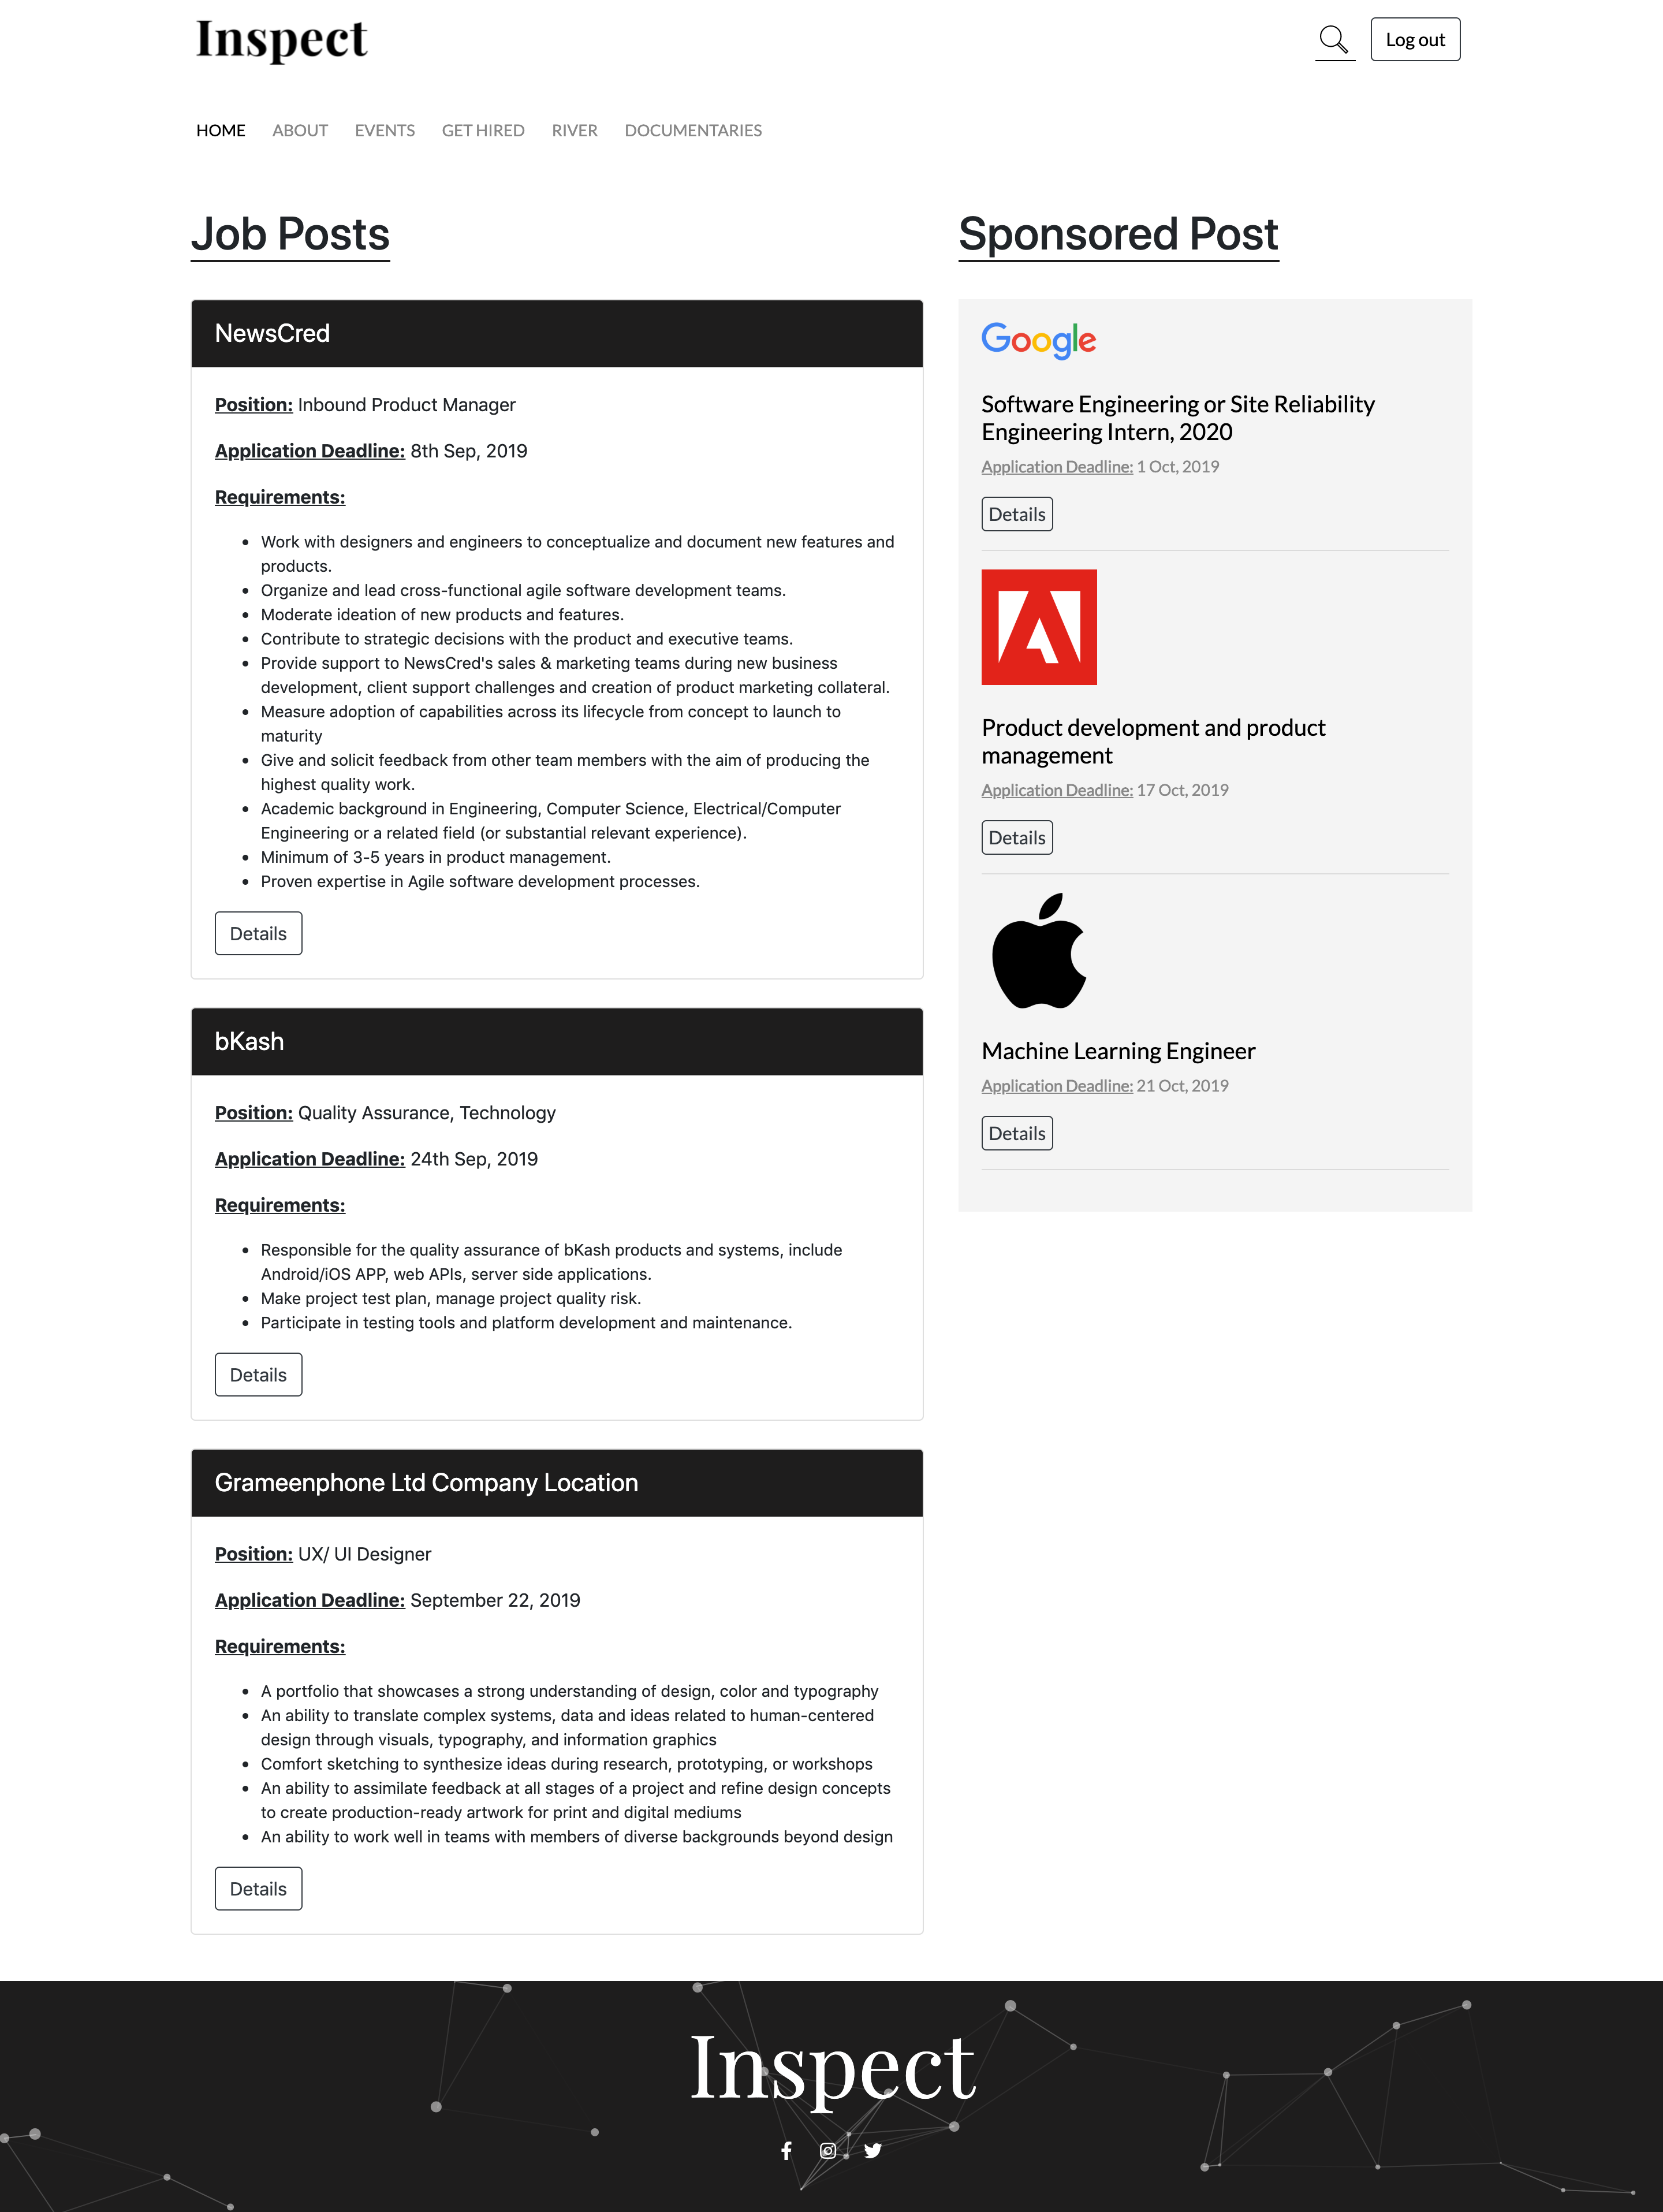 Inspect
Log out
HOME ABOUT EVENTS GET HIRED RIVER DOCUMENTARIES
Job Posts
NewsCred
Position: Inbound Product Manager
Application Deadline: 8th Sep, 2019
Requirements:
Work with designers and engineers to conceptualize and document new features and
products.
Organize and lead cross-functional agile software development teams.
Moderate ideation of new products and features.
Contribute to strategic decisions with the product and executive teams.
Provide support to NewsCred's sales & marketing teams during new business
development, client support challenges and creation of product marketing collateral.
Measure adoption of capabilities across its lifecycle from concept to launch to
maturity
Give and solicit feedback from other team members with the aim of producing the
highest quality work.
Academic background in Engineering, Computer Science, Electrical/Computer
Engineering or a related field (or substantial relevant experience).
Minimum of 3-5 years in product management.
Proven expertise in Agile software development processes.
Details
bKash
Position: Quality Assurance, Technology
Application Deadline: 24th Sep, 2019
Requirements:
Responsible for the quality assurance of bKash products and systems, include
Android/iOS APP, web APIs, server side applications.
Make project test plan, manage project quality risk.
Participate in testing tools and platform development and maintenance.
Details
Grameenphone Ltd Company Location
Position: UX/ UI Designer
Application Deadline: September 22, 2019
Requirements:
A portfolio that showcases a strong understanding of design, color and typography
An ability to translate complex systems, data and ideas related to human-centered
design through visuals, typography, and information graphics
Comfort sketching to synthesize ideas during research, prototyping, or workshops
An ability to assimilate feedback at all stages of a project and refine design concepts
to create production-ready artwork for print and digital mediums
An ability to work well in teams with members of diverse backgrounds beyond design
Details
Sponsored Post
Google
Software Engineering or Site Reliability
Engineering Intern, 2020
Application Deadline: 1 Oct, 2019
Details
Product development and product
management
Application Deadline: 17 Oct, 2019
Details
Machine Learning Engineer
Application Deadline: 21 Oct, 2019
Details
Inspect